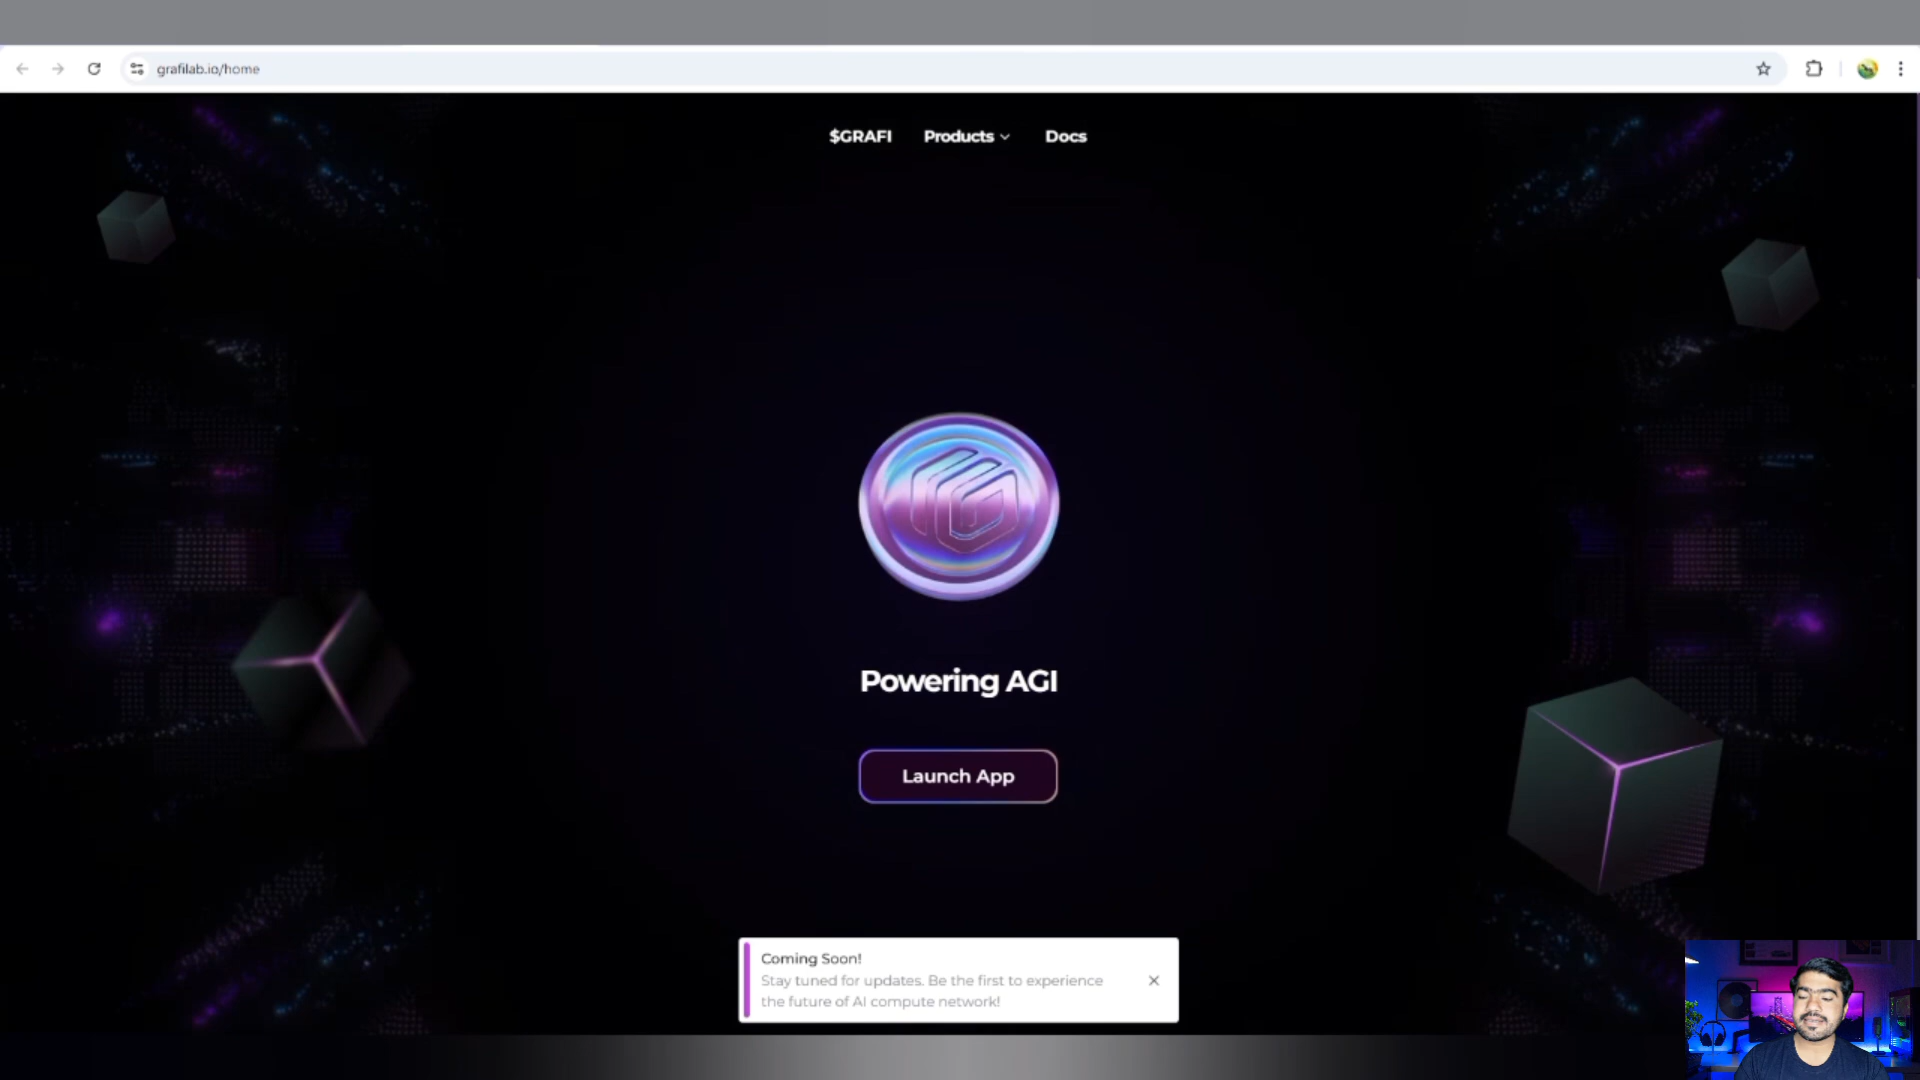 grafilab.io/home
$GRAFI
Products
Docs
Powering AGI
Launch App
Coming Soon!
Stay tuned for updates. Be the first to experience
the future of AI compute network!